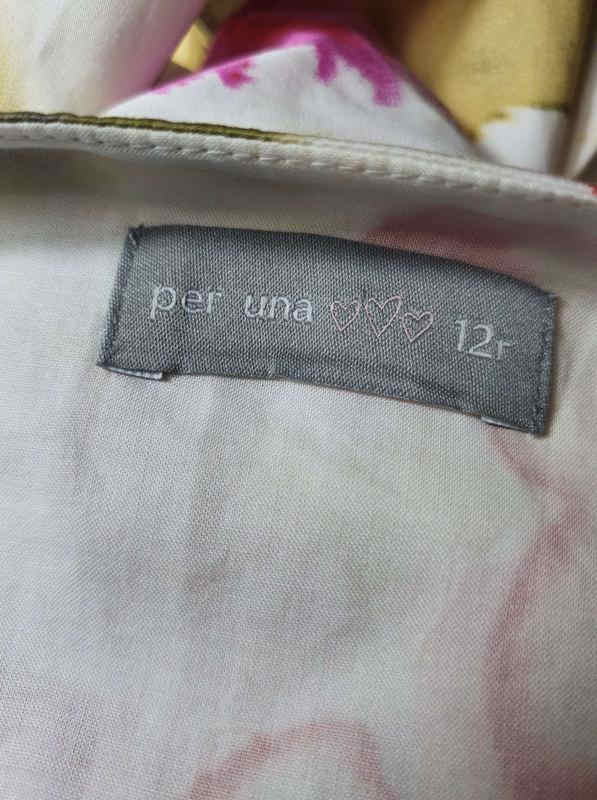 per una ♡♡♡ 12r